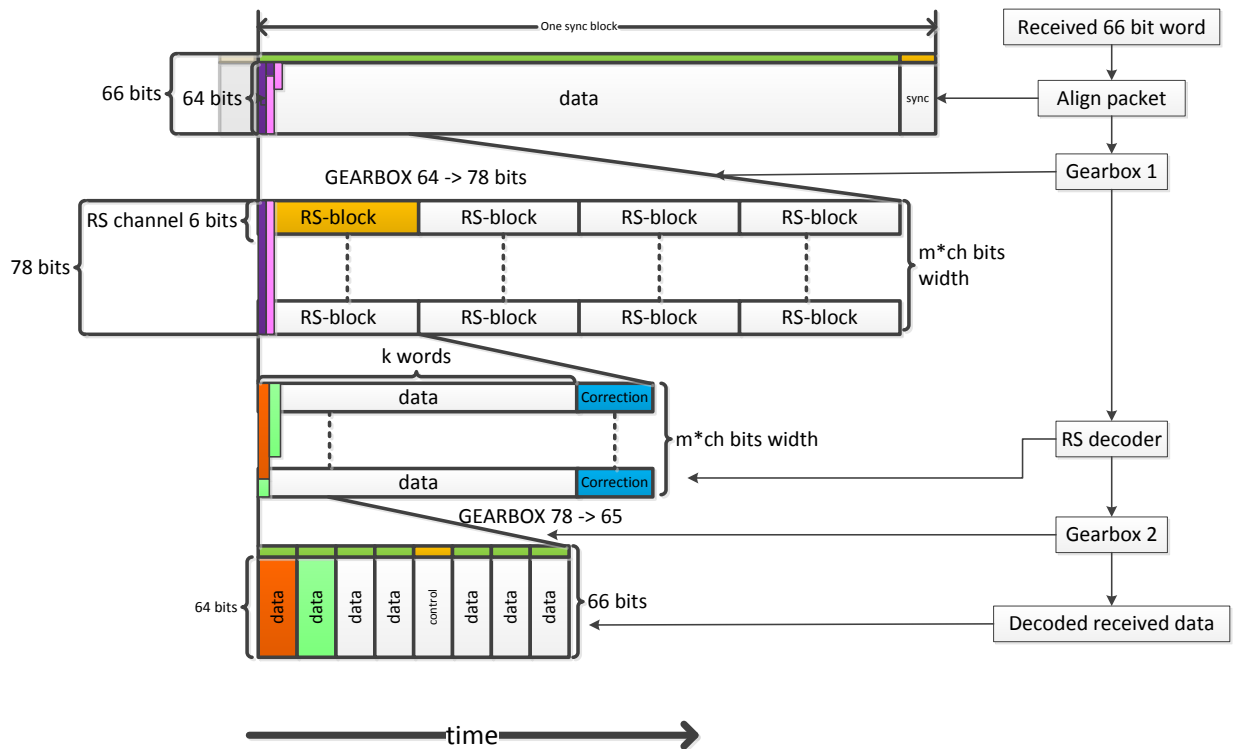 One sync block
Received 66 bit word
66 bits
64 bits
data
sync
Align packet
GEARBOX 64 -> 78 bits
Gearbox 1
RS channel 6 bits
78 bits
RS-block
RS-block
RS-block
RS-block
m*ch bits
width
RS-block
RS-block
RS-block
RS-block
k words
data
Correction
m*ch bits width
RS decoder
data
Correction
GEARBOX 78 -> 65
Gearbox 2
64 bits
data
data
data
data
control
data
data
data
66 bits
Decoded received data
time